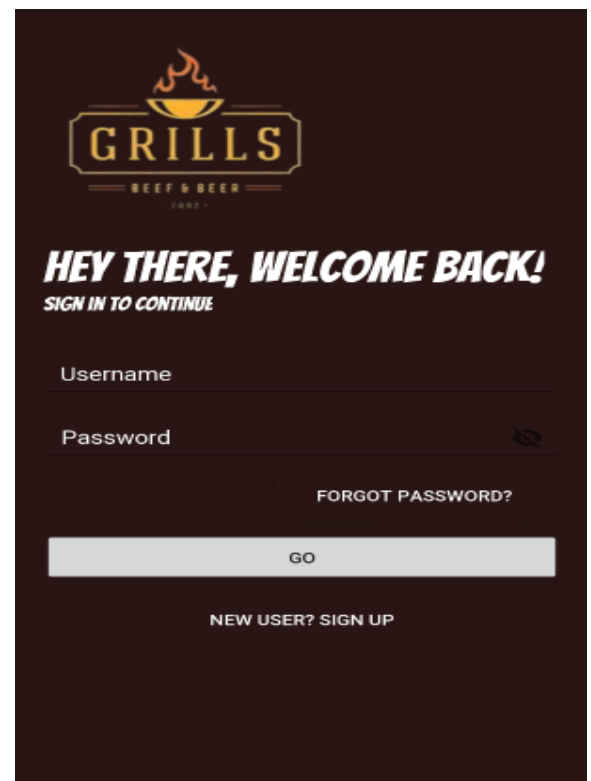 GRILLS
BEEF & BEER
2002
HEY THERE, WELCOME BACK!
SIGN IN TO CONTINUE
Username
Password
FORGOT PASSWORD?
GO
NEW USER? SIGN UP